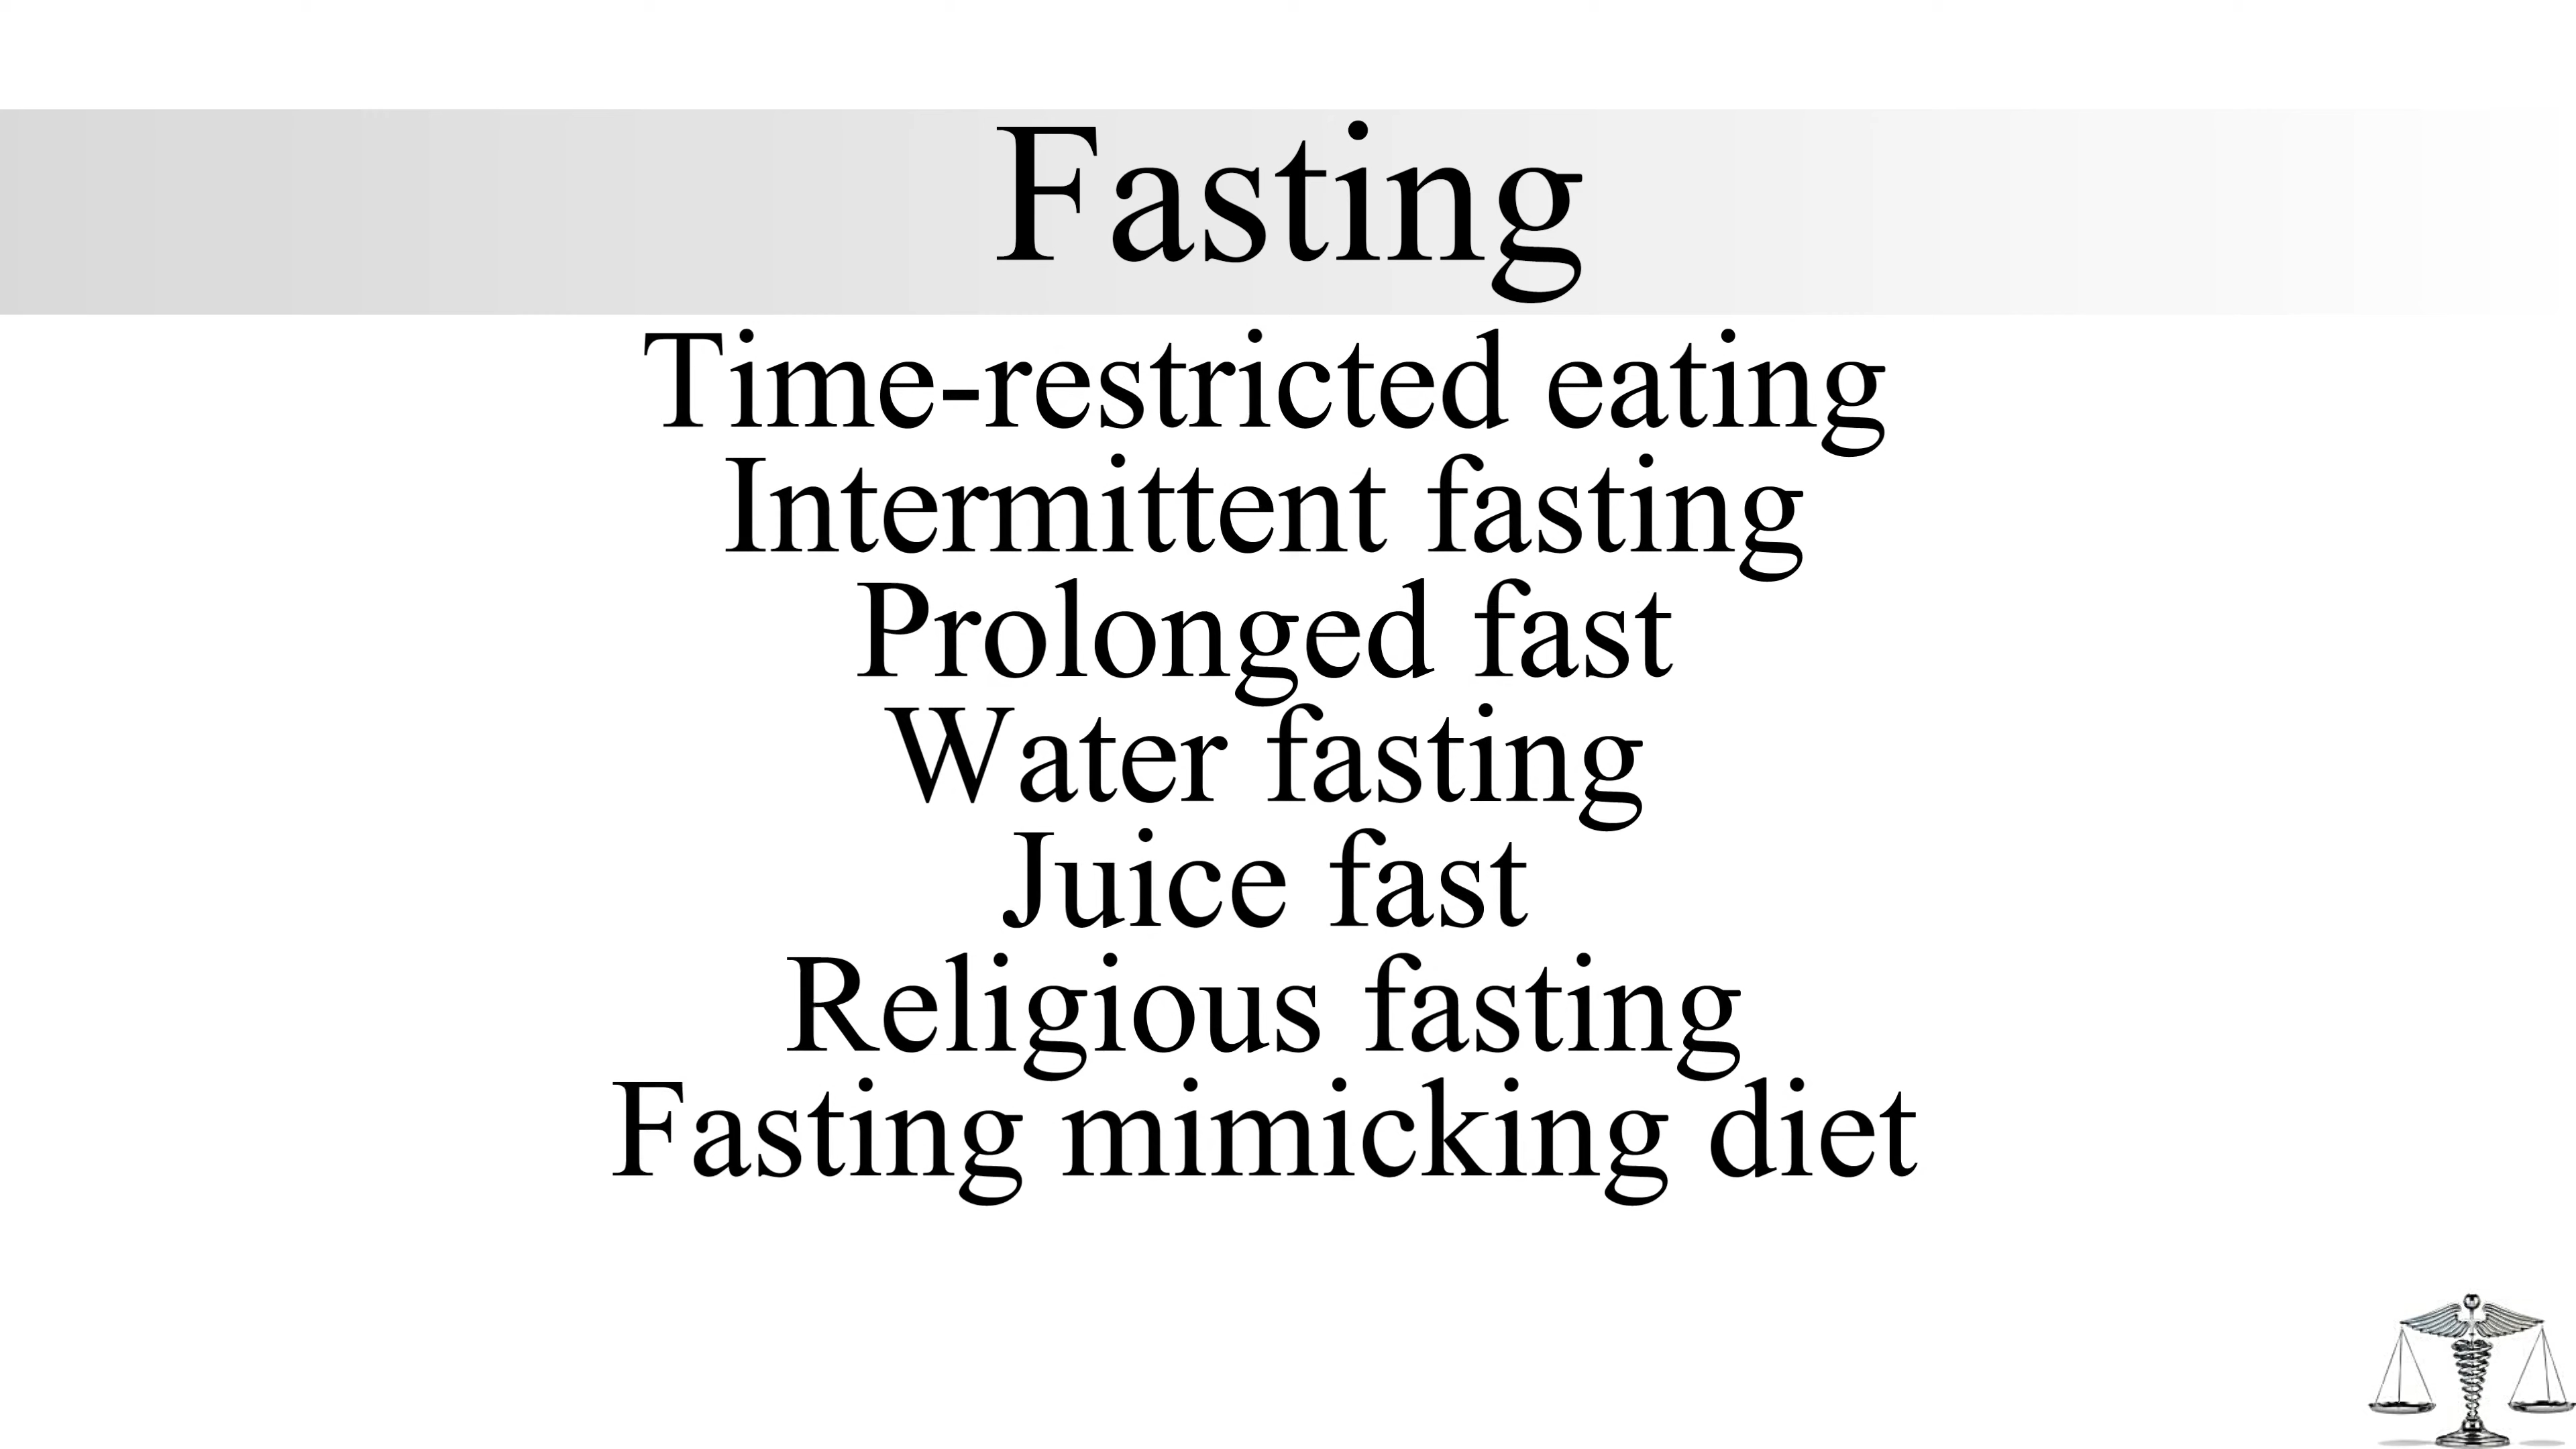 Fasting
Time-restricted eating
Intermittent fasting
Prolonged fast
Water fasting
Juice fast
Religious fasting
Fasting mimicking diet